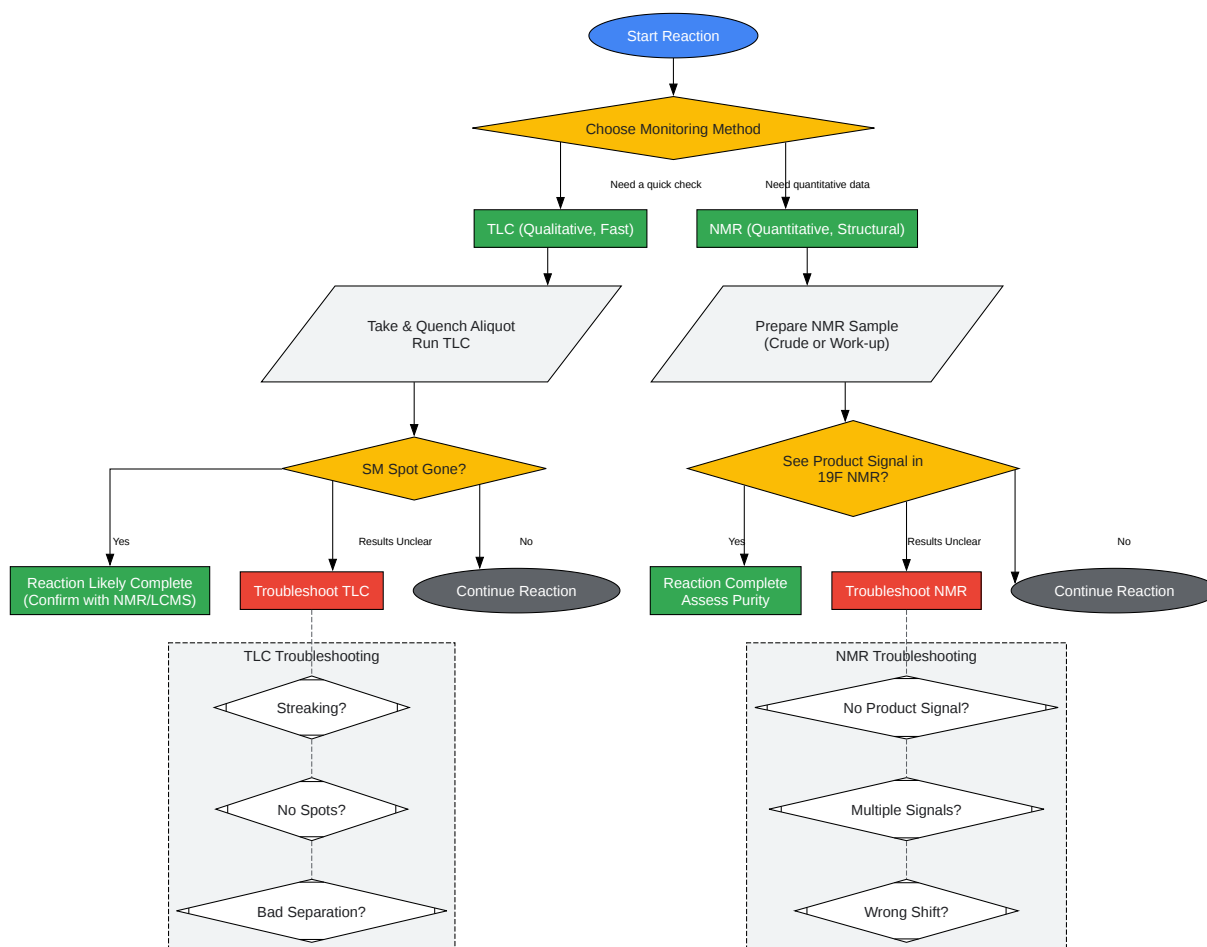 Start Reaction
Choose Monitoring Method
Need a quick check
Need quantitative data
TLC (Qualitative, Fast)
NMR (Quantitative, Structural)
Take & Quench Aliquot
Run TLC
Prepare NMR Sample
(Crude or Work-up)
SM Spot Gone?
See Product Signal in
19F NMR?
Yes
Results Unclear
No
Yes
Results Unclear
No
Reaction Likely Complete
(Confirm with NMR/LCMS)
Troubleshoot TLC
Continue Reaction
Reaction Complete
Assess Purity
Troubleshoot NMR
Continue Reaction
TLC Troubleshooting
Streaking?
No Spots?
Bad Separation?
NMR Troubleshooting
No Product Signal?
Multiple Signals?
Wrong Shift?